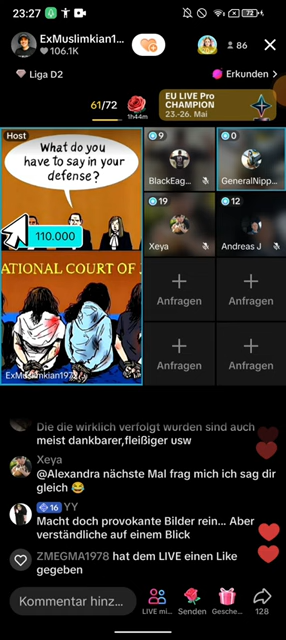 23:27
72
ExMuslimkian1...
106.1K
86
Liga D2
Erkunden >
61/72
1h44m
EU LIVE Pro
CHAMPION
23.-26. Mai
Host
What do you
have to say in your
defense?
110.000
ATIONAL COURT OF
ExMuslimkian197
9
BlackEag...
0
GeneralNipp...
19
Xeya
12
Andreas J
Anfragen
Anfragen
Anfragen
Anfragen
Die die wirklich verfolgt wurden sind auch
meist dankbarer,fleißiger usw
Xeya
@Alexandra nächste Mal frag mich ich sag dir
gleich 😂
16 YY
Macht doch provokante Bilder rein... Aber
verständliche auf einem Blick
ZMEGMA1978 hat dem LIVE einen Like
gegeben
Kommentar hinz...
LIVE mi...
Senden
Gesche...
128